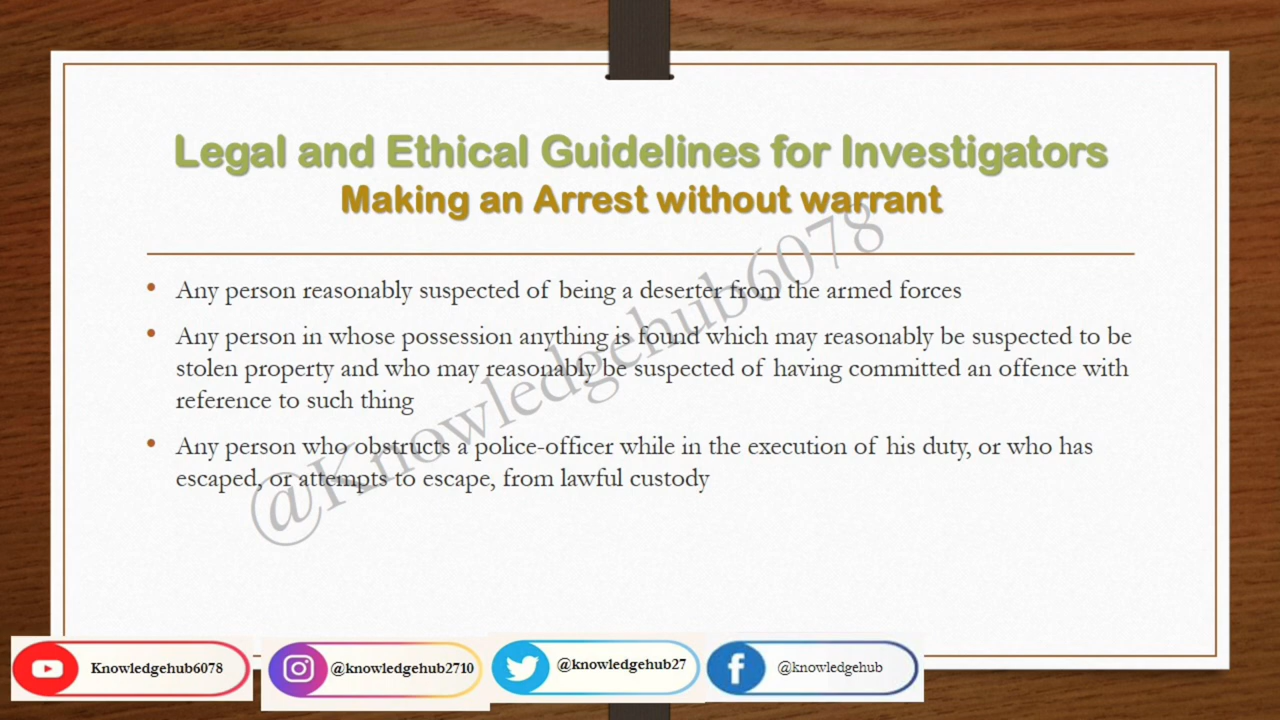 Legal and Ethical Guidelines for Investigators
Making an Arrest without warrant
• Any person reasonably suspected of being a deserter from the armed forces
• Any person in whose possession anything is found which may reasonably be suspected to be
stolen property and who may reasonably be suspected of having committed an offence with
reference to such thing
• Any person who obstructs a police-officer while in the execution of his duty, or who has
escaped, or attempts to escape, from lawful custody
@Knowledgehub6078
Knowledgehub6078
@knowledgehub2710
@knowledgehub27
@knowledgehub